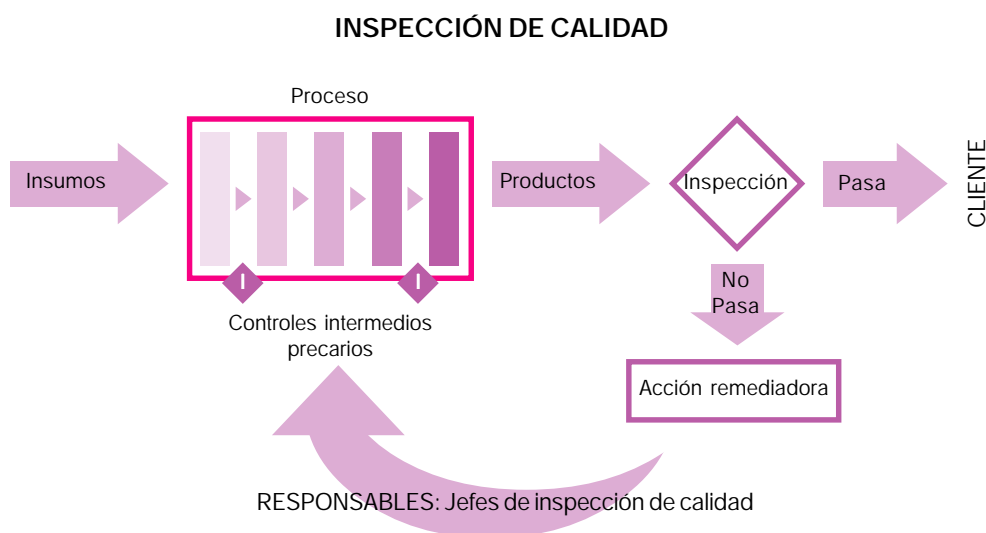 INSPECCIÓN DE CALIDAD
Proceso
Insumos
Productos
Inspección
Pasa
CLIENTE
I
I
No
Pasa
Controles intermedios
precarios
Acción remediadora
RESPONSABLES: Jefes de inspección de calidad